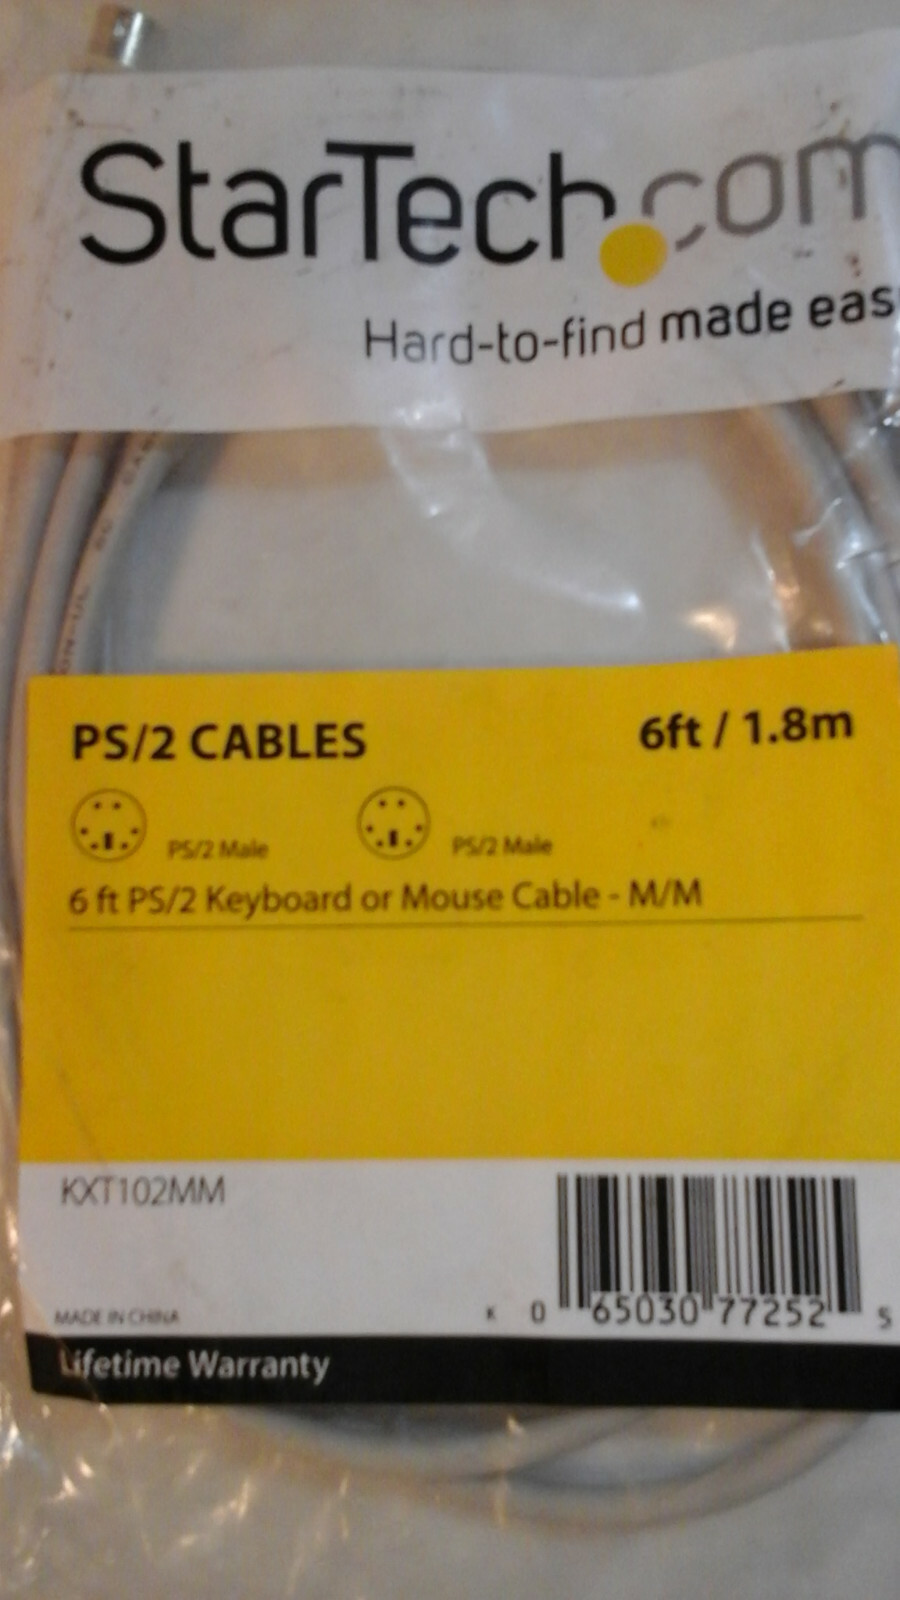 StarTech.com
Hard-to-find made eas
PS/2 CABLES 6ft / 1.8m
PS/2 Male PS/2 Male
6 ft PS/2 Keyboard or Mouse Cable - M/M
KXT102MM
MADE IN CHINA
K 0 65030 77252 5
Lifetime Warranty